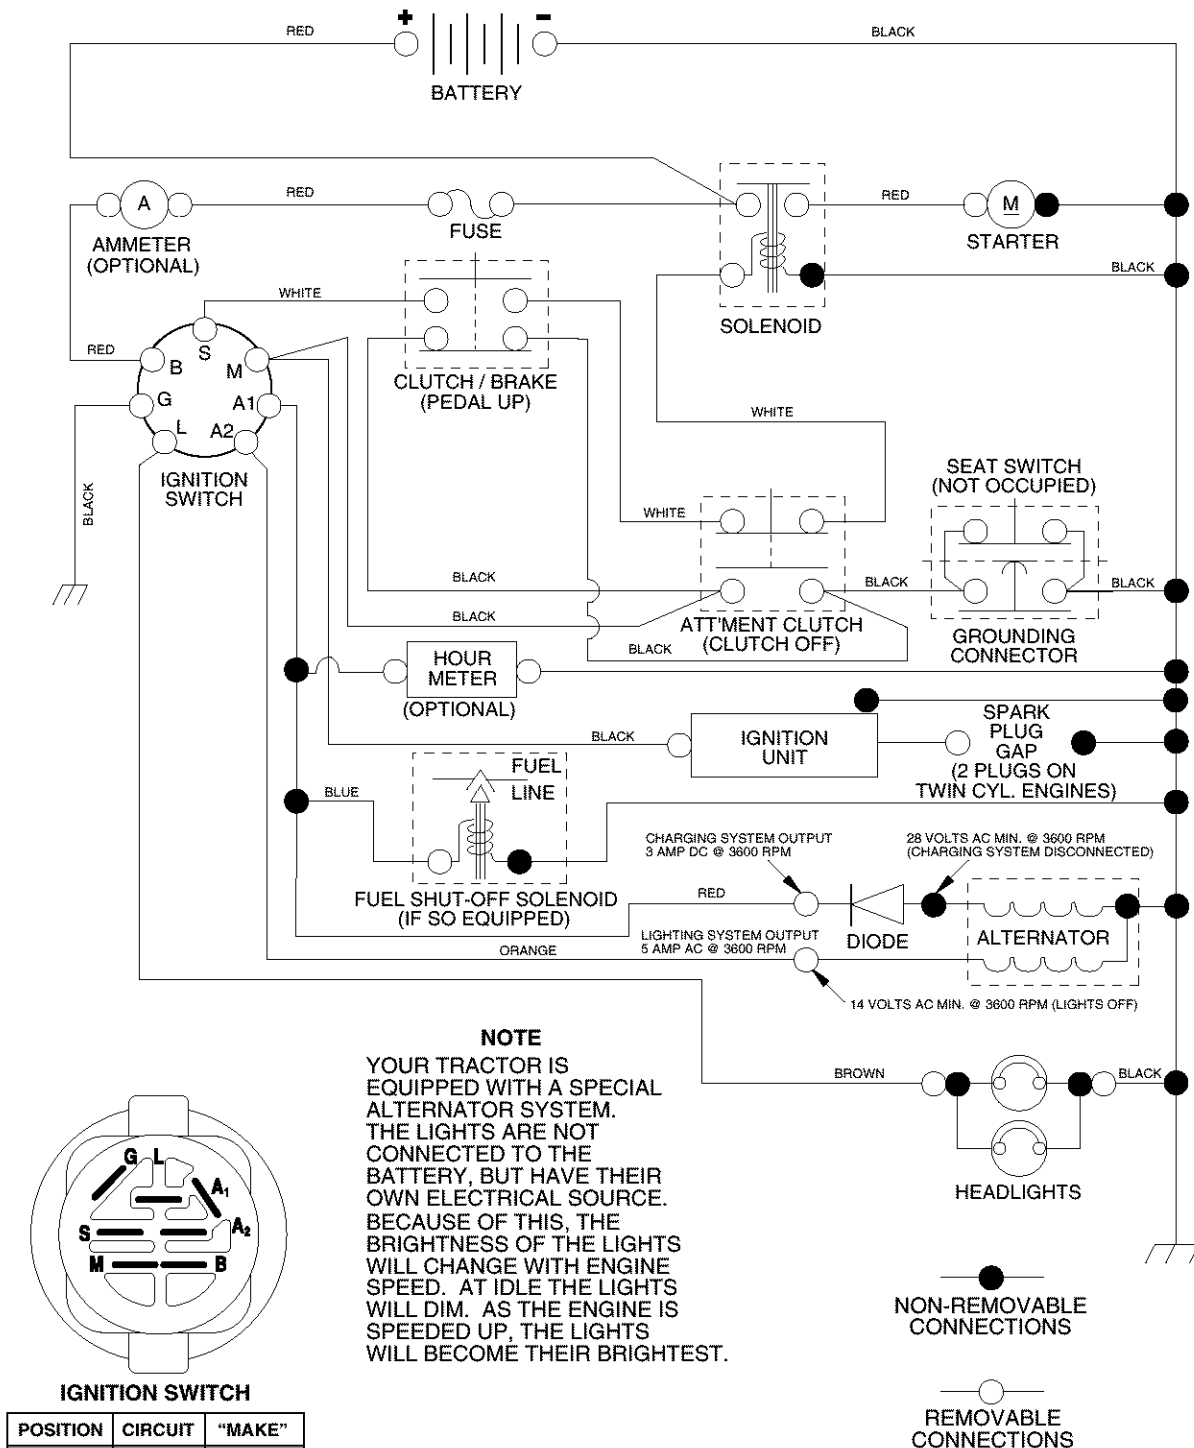 + -
RED
BLACK
BATTERY
A
RED
RED
M
AMMETER
(OPTIONAL)
FUSE
STARTER
BLACK
SOLENOID
WHITE
RED
S
B
M
G
A1
L
A2
IGNITION
SWITCH
BLACK
CLUTCH / BRAKE
(PEDAL UP)
WHITE
WHITE
SEAT SWITCH
(NOT OCCUPIED)
BLACK
BLACK
BLACK
BLACK
ATT'MENT CLUTCH
(CLUTCH OFF)
BLACK
GROUNDING
CONNECTOR
HOUR
METER
(OPTIONAL)
BLACK
IGNITION
UNIT
SPARK
PLUG
GAP
(2 PLUGS ON
TWIN CYL. ENGINES)
FUEL
LINE
BLUE
FUEL SHUT-OFF SOLENOID
(IF SO EQUIPPED)
CHARGING SYSTEM OUTPUT
3 AMP DC @ 3600 RPM
28 VOLTS AC MIN. @ 3600 RPM
(CHARGING SYSTEM DISCONNECTED)
RED
DIODE
ALTERNATOR
LIGHTING SYSTEM OUTPUT
5 AMP AC @ 3600 RPM
ORANGE
14 VOLTS AC MIN. @ 3600 RPM (LIGHTS OFF)
BROWN
BLACK
HEADLIGHTS
NOTE
YOUR TRACTOR IS
EQUIPPED WITH A SPECIAL
ALTERNATOR SYSTEM.
THE LIGHTS ARE NOT
CONNECTED TO THE
BATTERY, BUT HAVE THEIR
OWN ELECTRICAL SOURCE.
BECAUSE OF THIS, THE
BRIGHTNESS OF THE LIGHTS
WILL CHANGE WITH ENGINE
SPEED. AT IDLE THE LIGHTS
WILL DIM. AS THE ENGINE IS
SPEEDED UP, THE LIGHTS
WILL BECOME THEIR BRIGHTEST.
G L
A1
S A2
M B
IGNITION SWITCH
POSITION CIRCUIT "MAKE"
NON-REMOVABLE
CONNECTIONS
REMOVABLE
CONNECTIONS